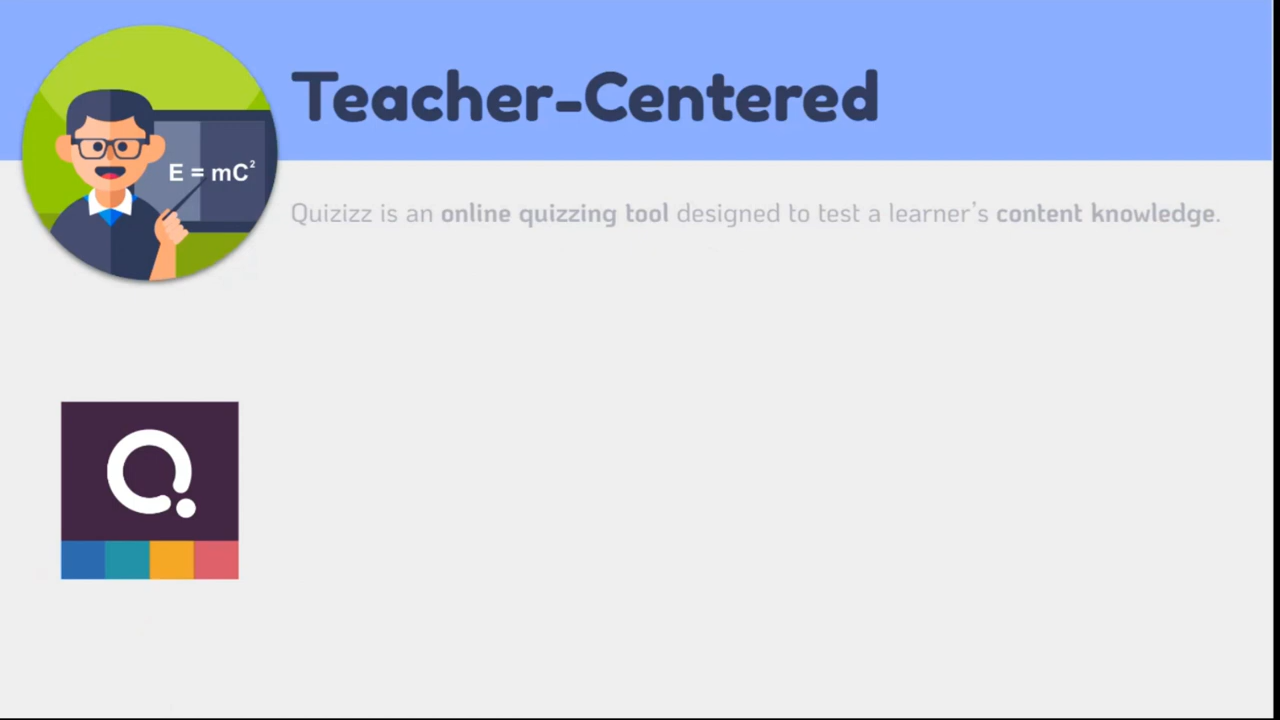 Teacher-Centered
E = mC²
Quizizz is an online quizzing tool designed to test a learner's content knowledge.